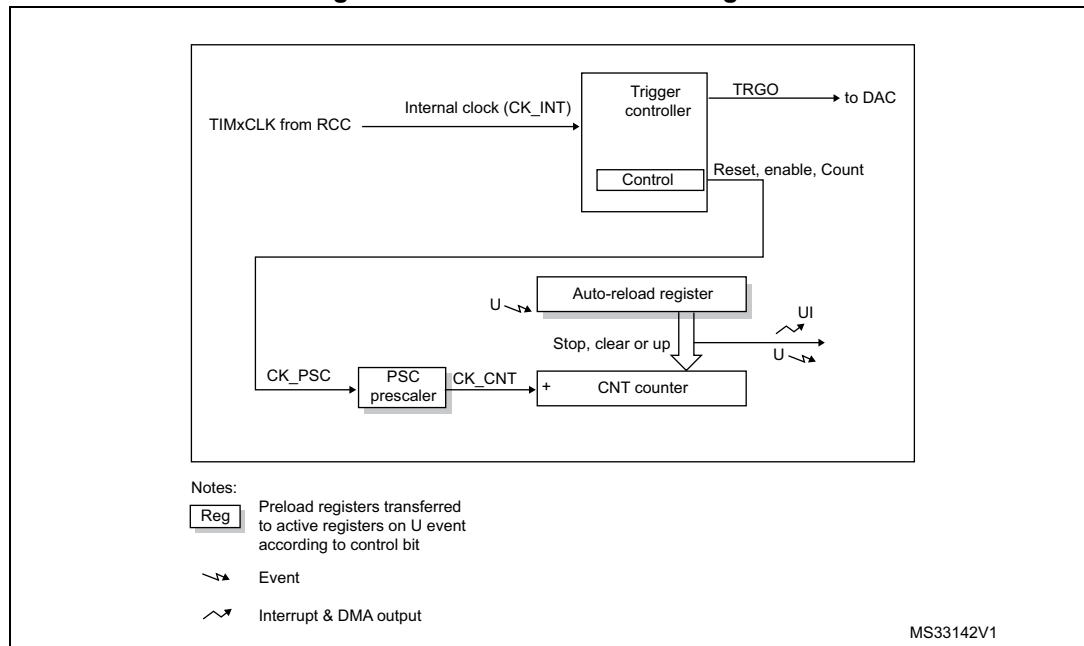 Trigger
controller
TRGO
to DAC
Internal clock (CK_INT)
TIMxCLK from RCC
Control
Reset, enable, Count
Auto-reload register
U
UI
Stop, clear or up
U
CK_PSC
PSC
prescaler
CK_CNT
+
CNT counter
Notes:
Reg
Preload registers transferred
to active registers on U event
according to control bit
Event
Interrupt & DMA output
MS33142V1